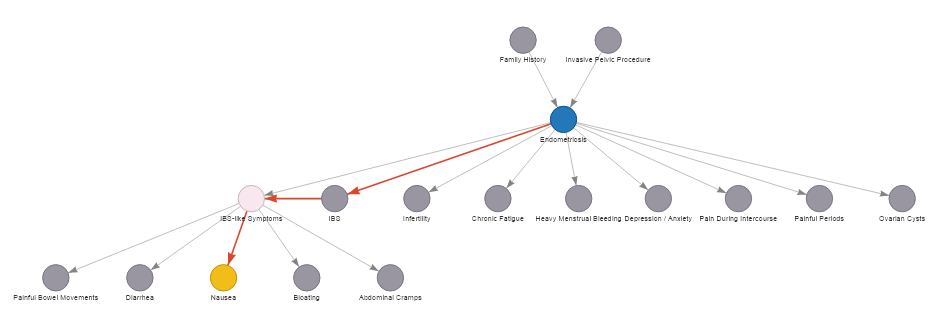 Family History
Invasive Pelvic Procedure
Endometriosis
IBS-like Symptoms
IBS
Infertility
Chronic Fatigue
Heavy Menstrual Bleeding
Depression / Anxiety
Pain During Intercourse
Painful Periods
Ovarian Cysts
Painful Bowel Movements
Diarrhea
Nausea
Bloating
Abdominal Cramps